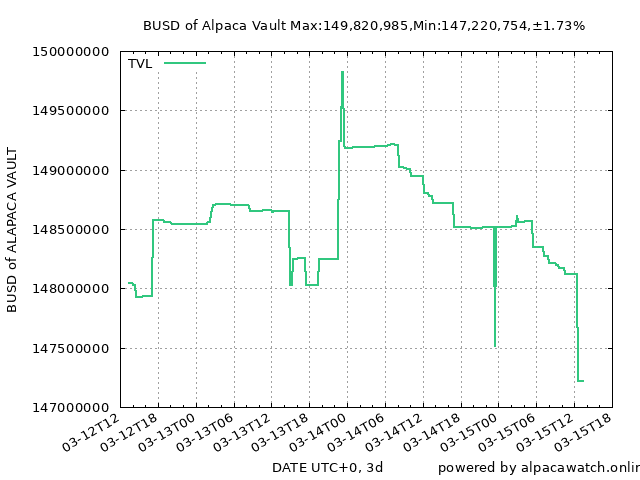 BUSD of Alpaca Vault Max:149,820,985,Min:147,220,754,±1.73%
150000000
TVL
149500000
149000000
148500000
148000000
147500000
147000000
BUSD of ALAPACA VAULT
03-12T12
03-12T18
03-13T00
03-13T06
03-13T12
03-13T18
03-14T00
03-14T06
03-14T12
03-14T18
03-15T00
03-15T06
03-15T12
03-15T18
DATE UTC+0, 3d
powered by alpacawatch.onlin